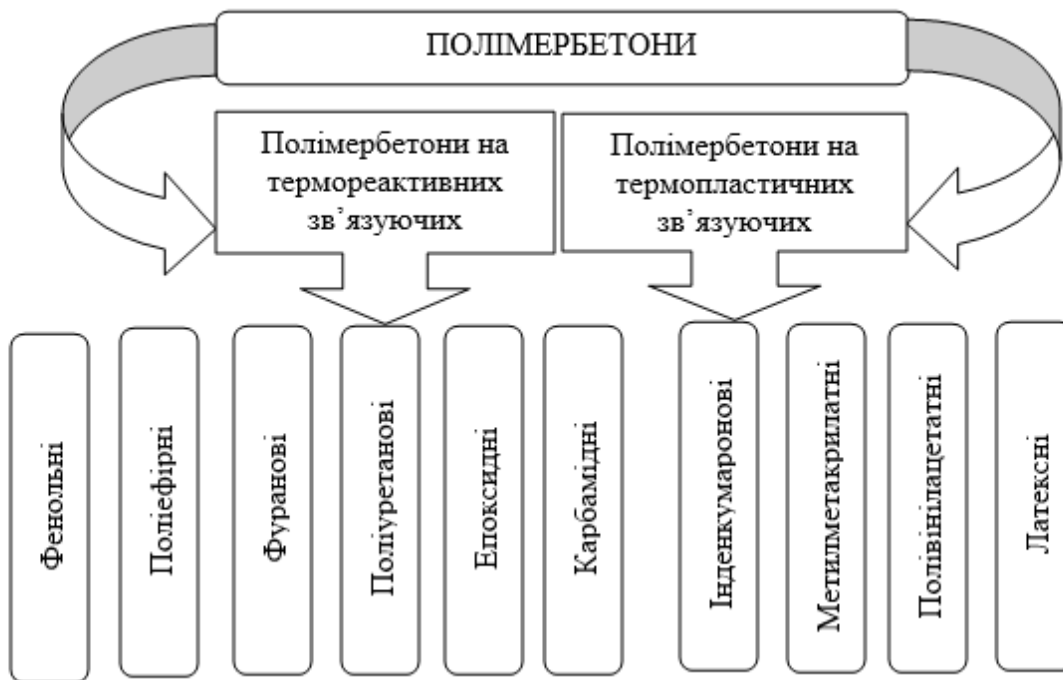 ПОЛІМЕРБЕТОНИ
Полімербетони на
термореактивних
зв’язуючих
Полімербетони на
термопластичних
зв’язуючих
Фенольні
Поліефірні
Фуранові
Поліуретанові
Епоксидні
Карбамідні
Інденкумаронові
Метилметакрилатні
Полівінілацетатні
Латексні